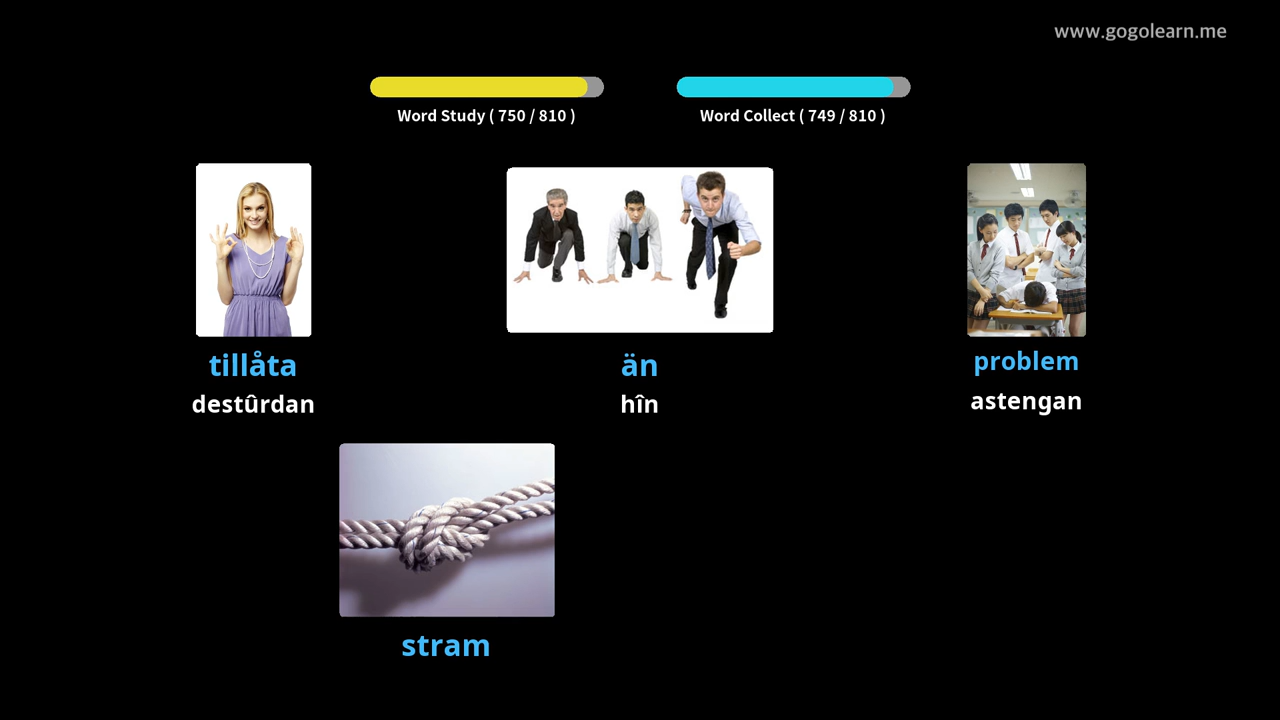 www.gogolearn.me
Word Study ( 750 / 810 )
Word Collect ( 749 / 810 )
tillåta
destûrdan
än
hîn
problem
astengan
stram